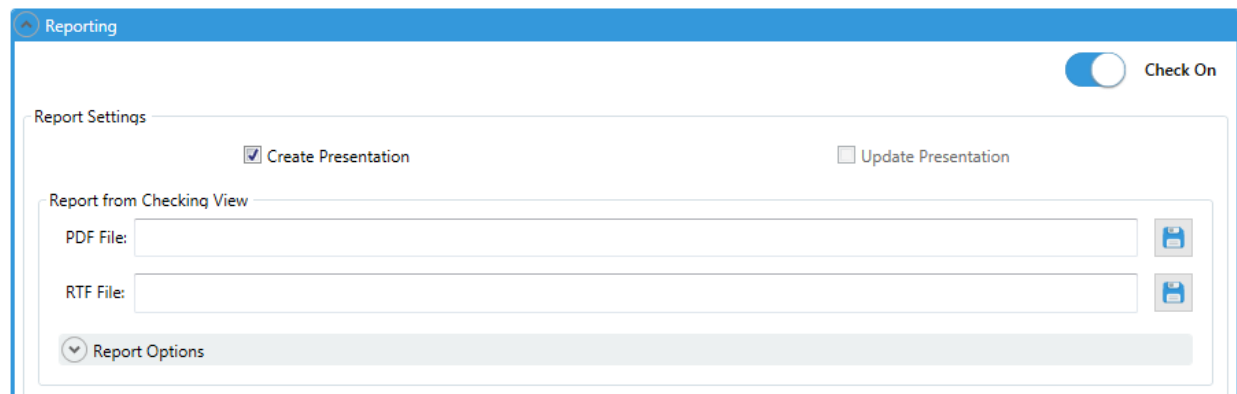 Reporting
Check On
Report Settings
Create Presentation
Update Presentation
Report from Checking View
PDF File:
RTF File:
Report Options